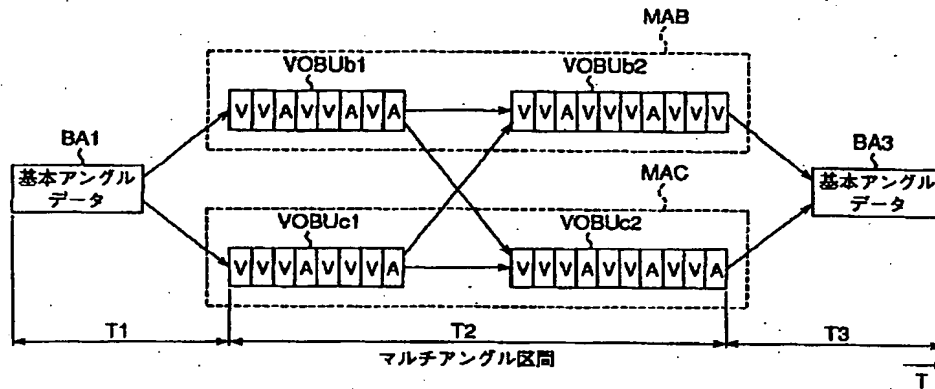 MAB
VOBUb1
VOBUb2
V V A V V A V A
V V A V V V A V V V
BA1
基本アングル
データ
BA3
基本アングル
データ
MAC
VOBUc1
VOBUc2
V V V A V V V A
V V V A V V A V V A
T1
T2
T3
マルチアングル区間
T